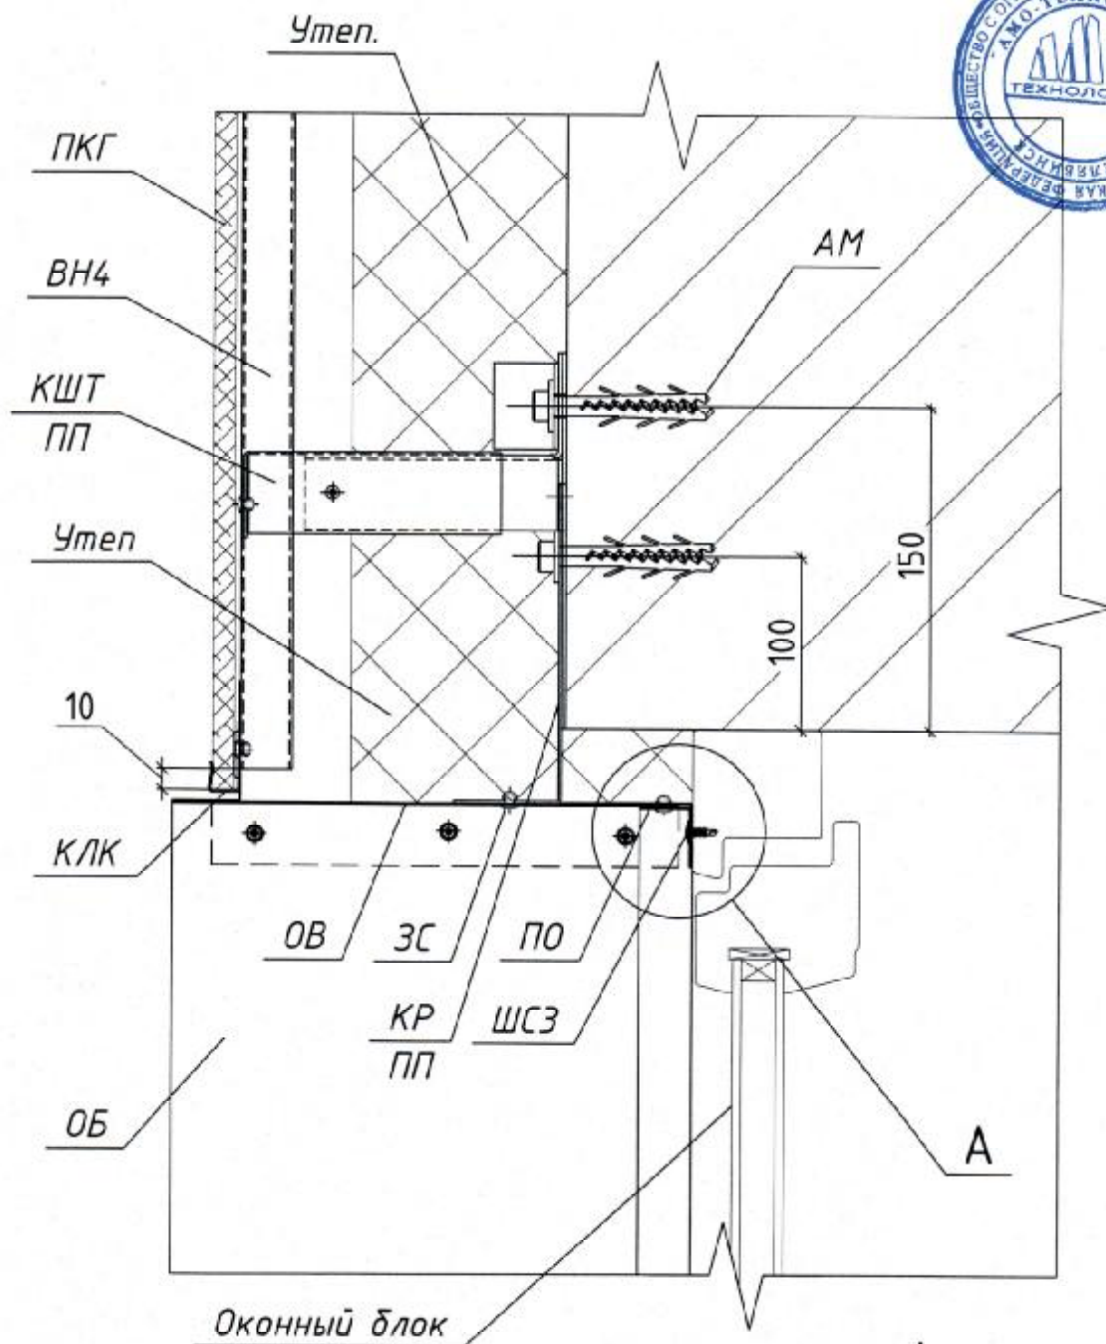 Утеп.
ПКГ
ВН4
КШТ
ПП
Утеп
10
КЛК
АМ
150
100
ОВ
ЗС
ПО
КР
ПП
ШСЗ
ОБ
А
Оконный блок
ТЕХНОЛО